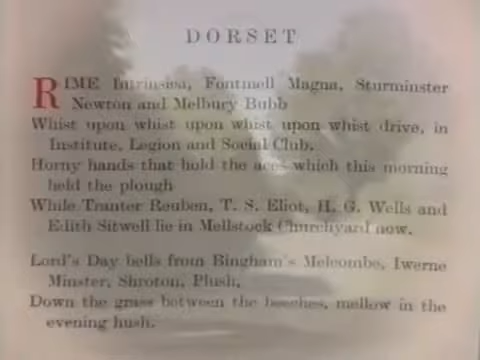 DORSET
RIME Intrinsica, Fontmell Magna, Sturminster
Newton and Melbury Bubb
Whist upon whist upon whist upon whist drive, in
Institute, Legion and Social Club.
Horny hands that hold the aces which this morning
held the plough
While Tranter Reuben, T. S. Eliot, H. G. Wells and
Edith Sitwell lie in Mellstock Churchyard now.
Lord's Day bells from Bingham's Melcombe, Iwerne
Minster, Shroton, Plush,
Down the grass between the beeches, mellow in the
evening hush.